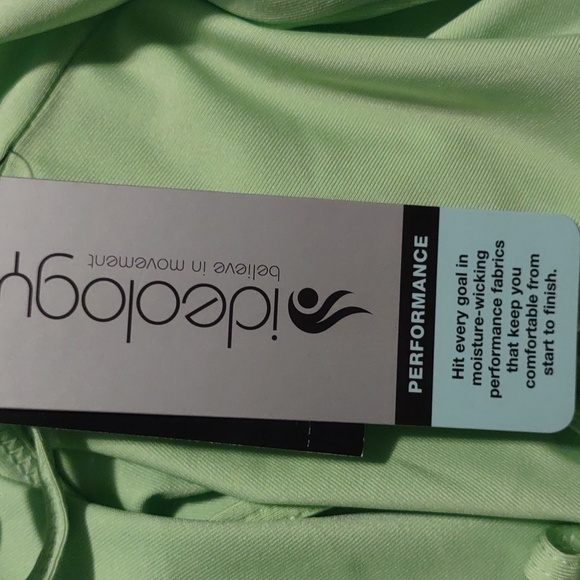 ideology
believe in movement
PERFORMANCE
Hit every goal in
moisture-wicking
performance fabrics
that keep you
comfortable from
start to finish.